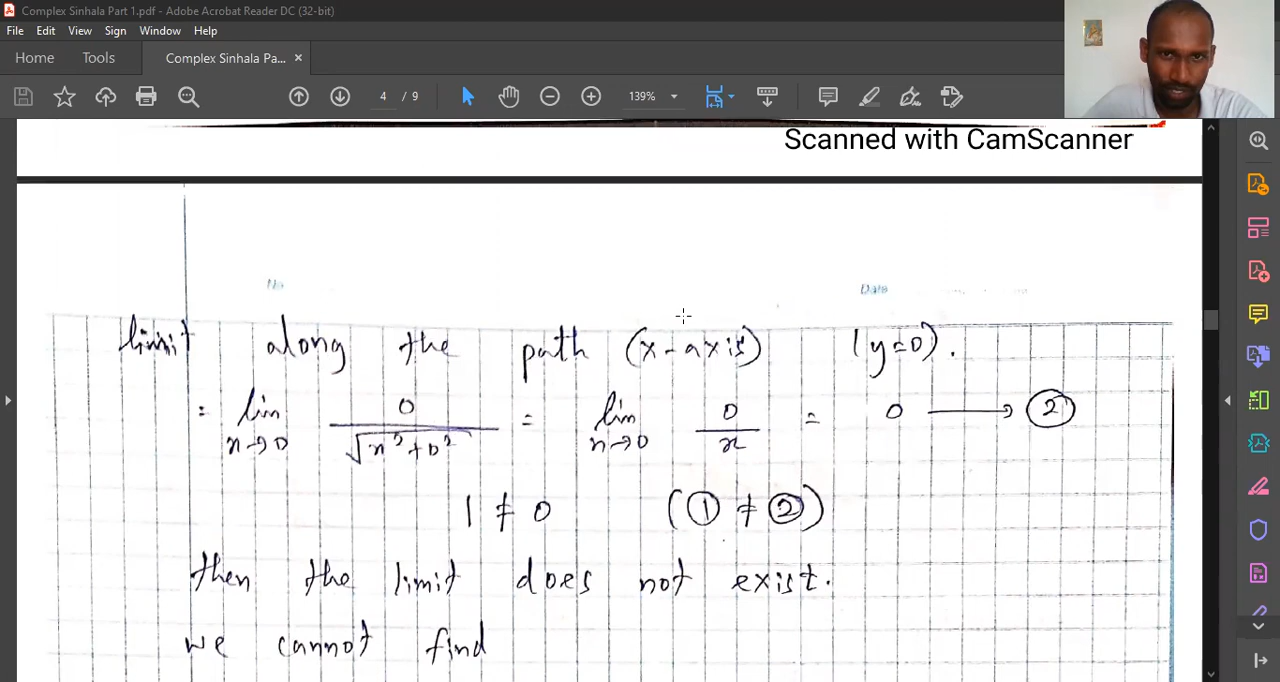 Complex Sinhala Part 1.pdf - Adobe Acrobat Reader DC (32-bit)
File Edit View Sign Window Help
Home Tools Complex Sinhala Pa... ×
4 / 9 139%
Scanned with CamScanner
No Date
limit along the path (x-axis) (y=0).
= lim x→0 0/√x²+0² = lim x→0 0/x = 0 → ②
1 ≠ 0 (① ≠ ②)
then the limit does not exist.
we cannot find